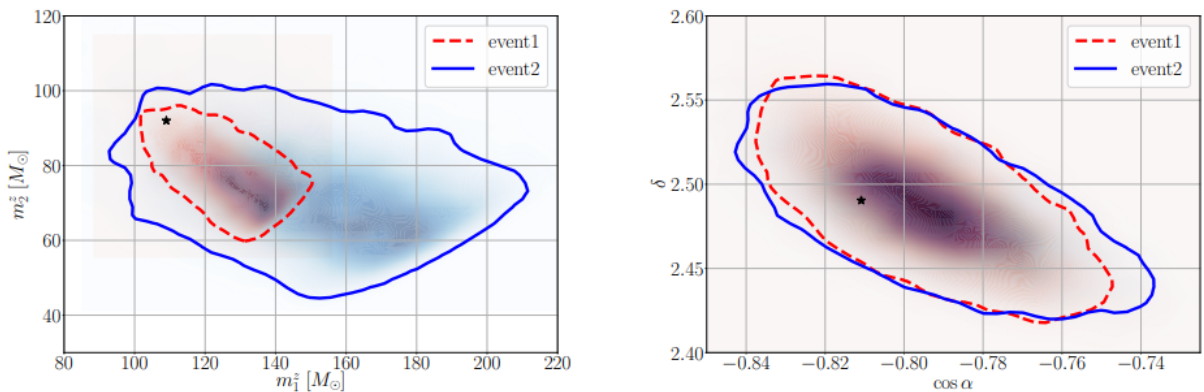 120
100
80
60
40
m_2^z [M_⊙]
80 100 120 140 160 180 200 220
m_1^z [M_⊙]
event1
event2
2.60
2.55
2.50
2.45
2.40
δ
−0.84 −0.82 −0.80 −0.78 −0.76 −0.74
cos α
event1
event2